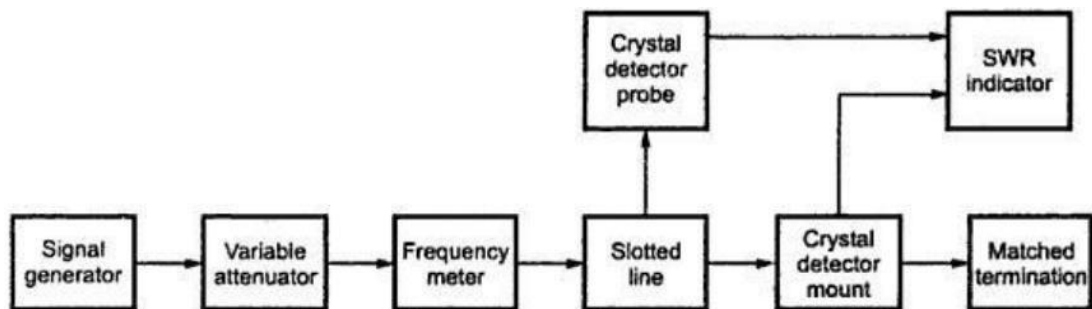 Crystal
detector
probe
SWR
indicator
Signal
generator
Variable
attenuator
Frequency
meter
Slotted
line
Crystal
detector
mount
Matched
termination